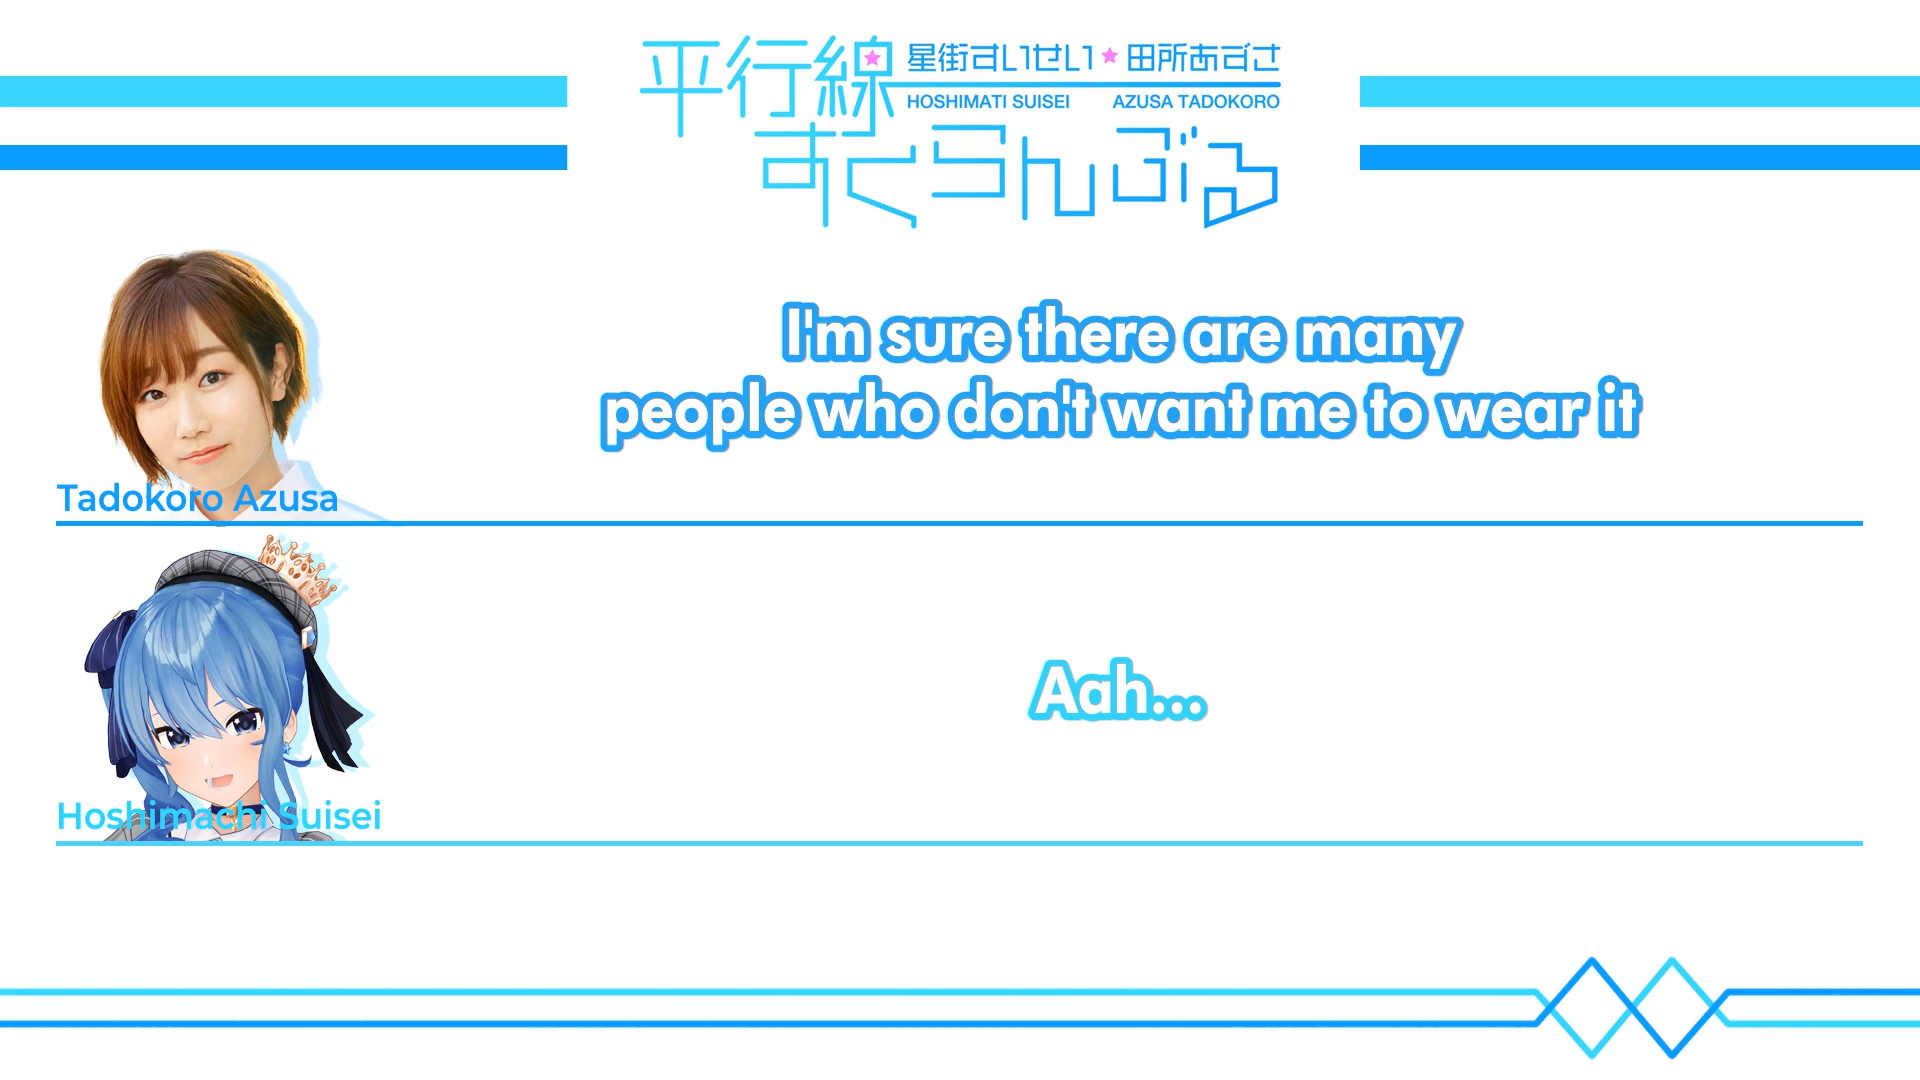 平行線
星街すいせい★田所あずさ
HOSHIMATI SUISEI AZUSA TADOKORO
すくらんぶる
I'm sure there are many
people who don't want me to wear it
Tadokoro Azusa
Aah...
Hoshimachi Suisei